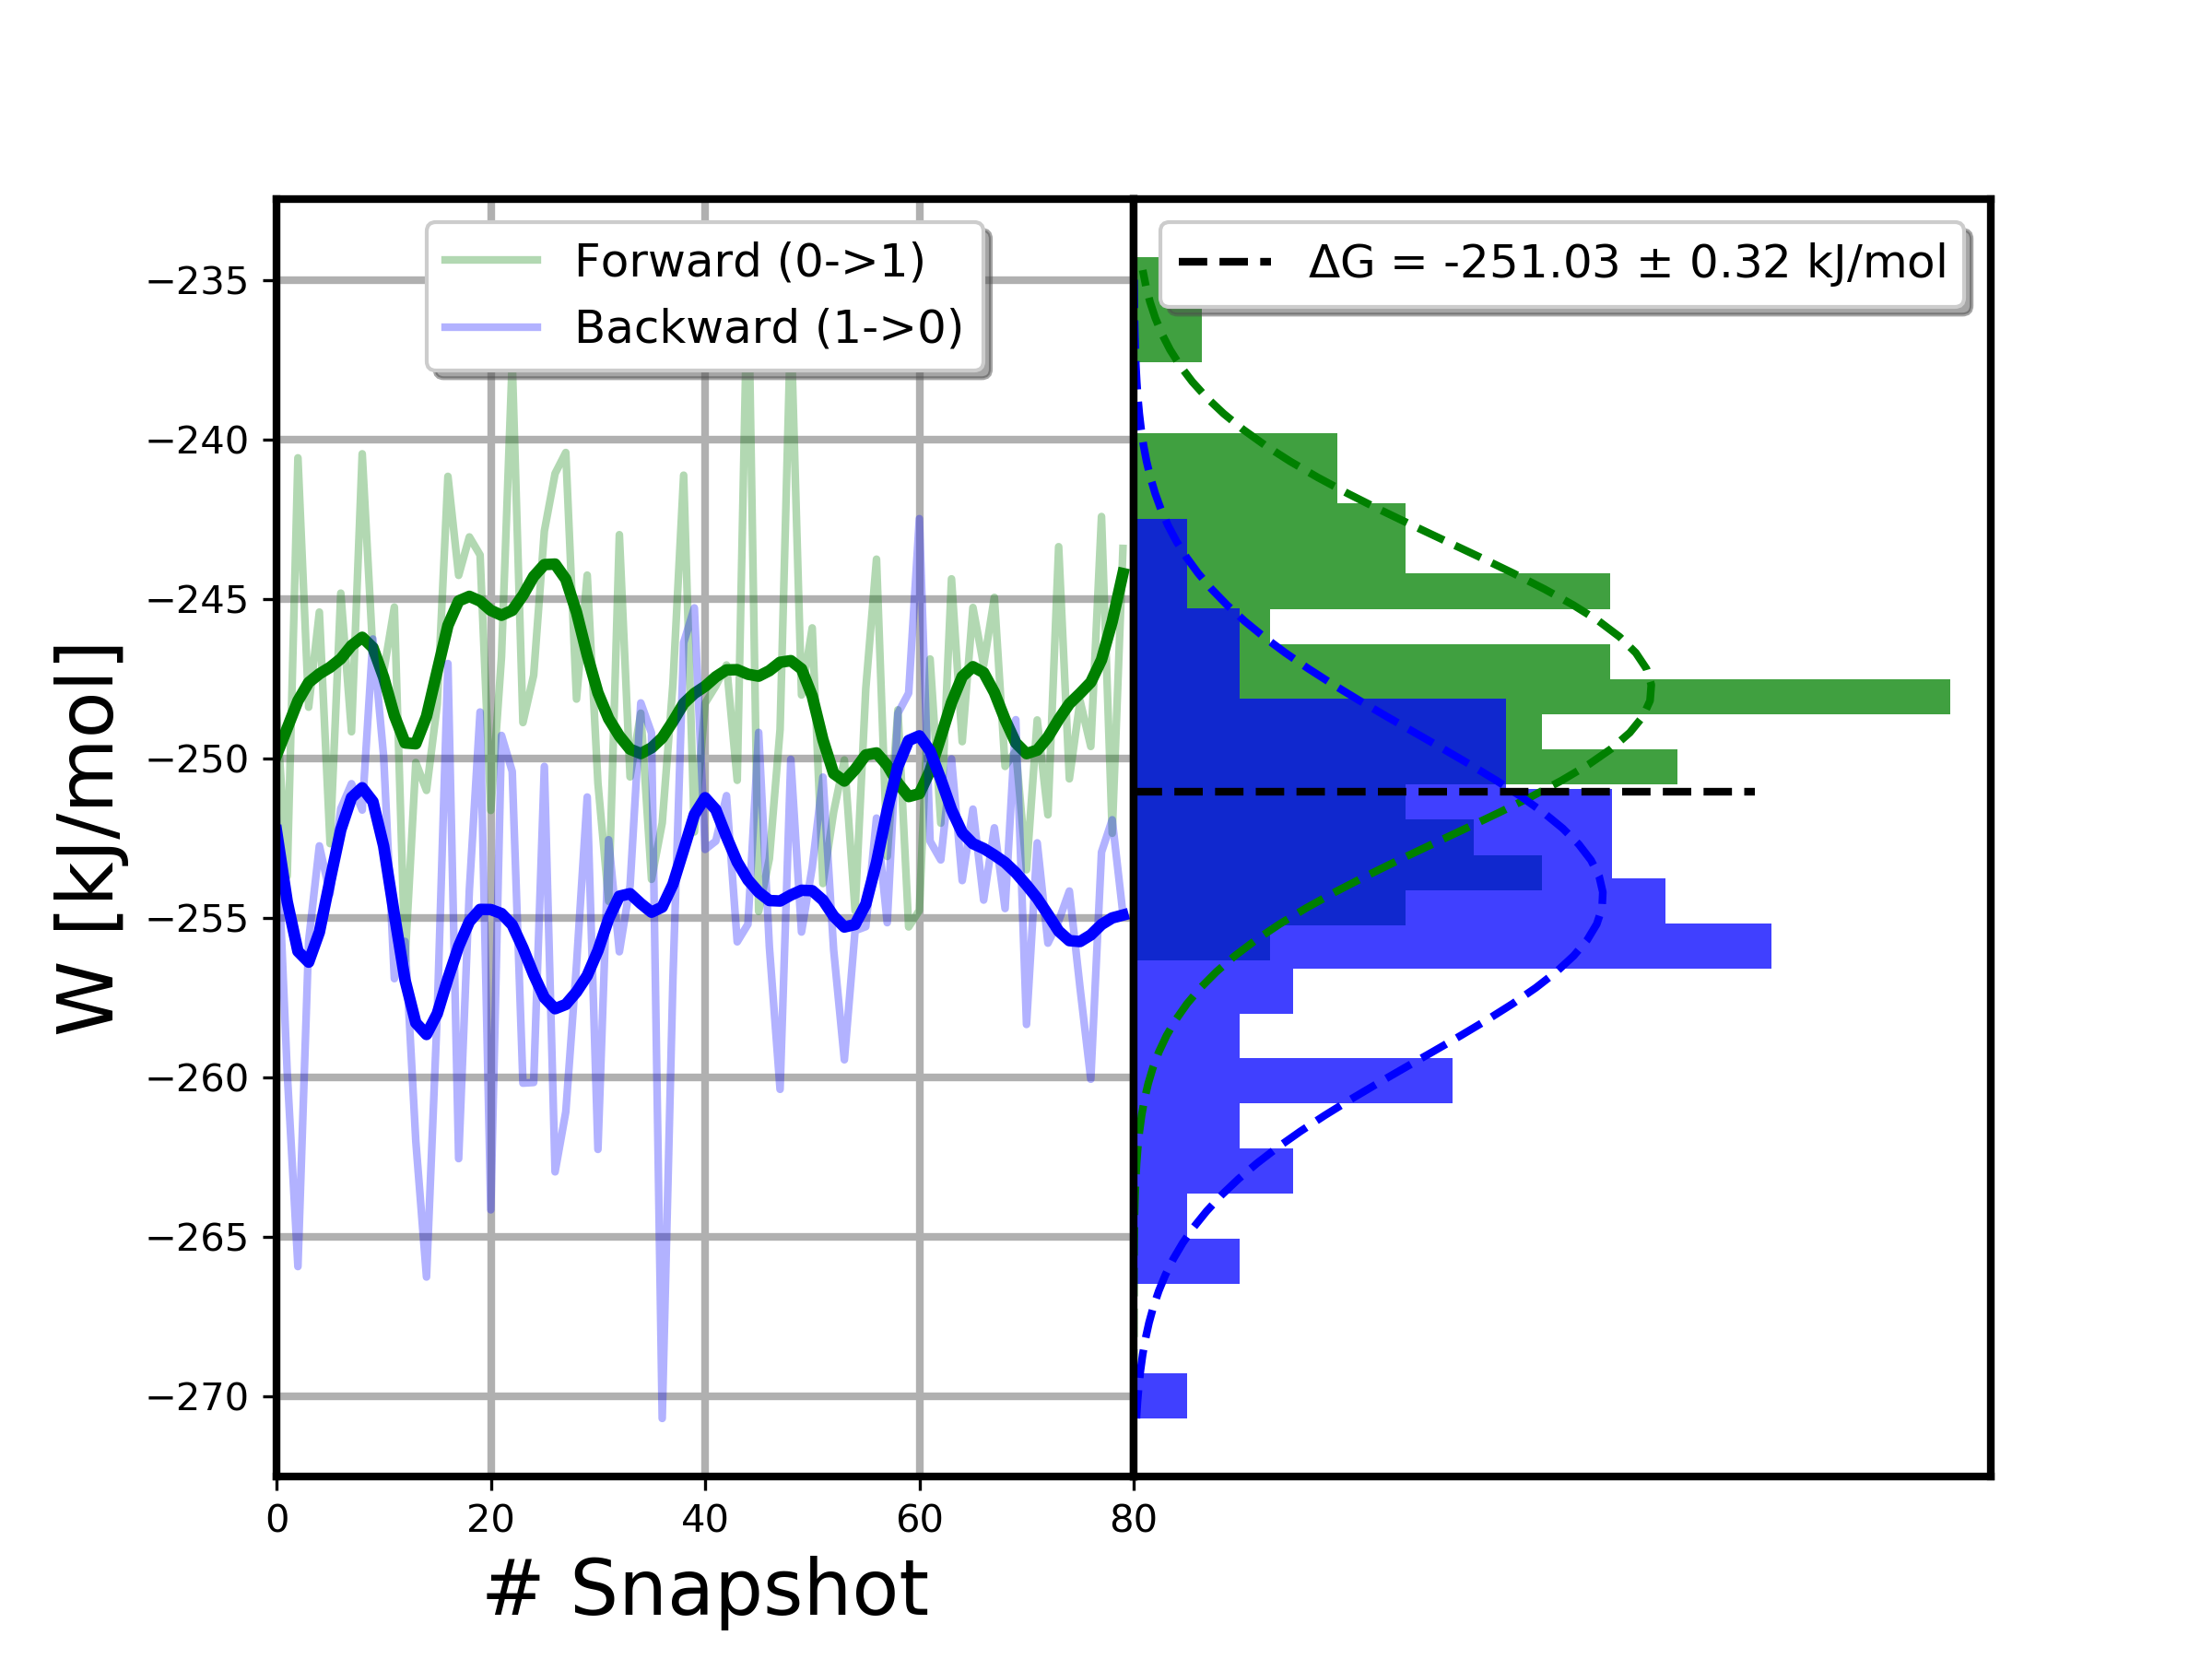 Forward (0->1)
Backward (1->0)
ΔG = -251.03 ± 0.32 kJ/mol
−235
−240
−245
−250
−255
−260
−265
−270
W [kJ/mol]
0 20 40 60 80
# Snapshot